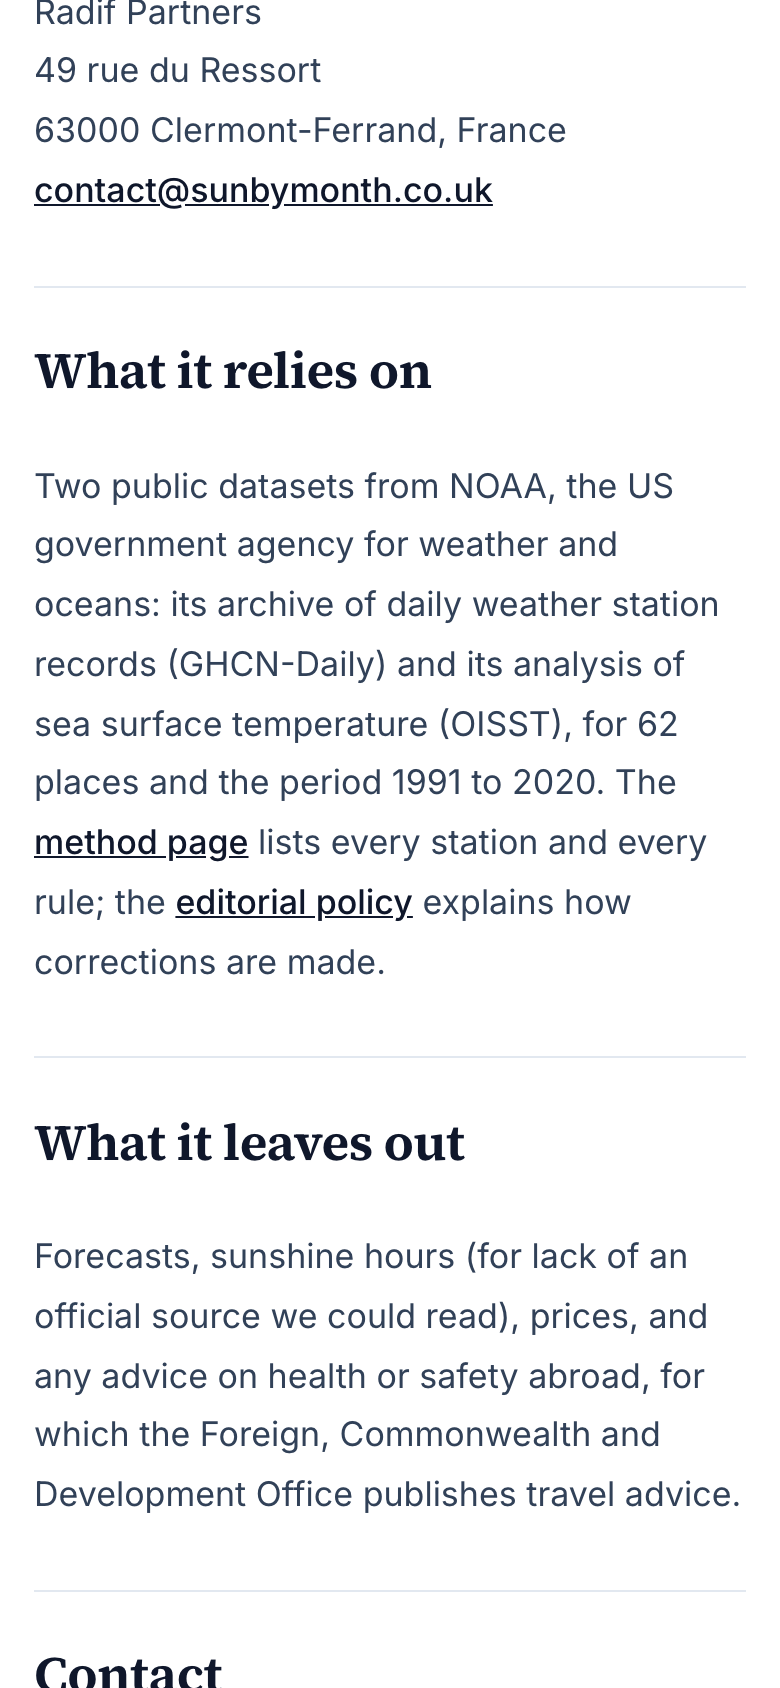 Radif Partners
49 rue du Ressort
63000 Clermont-Ferrand, France
contact@sunbymonth.co.uk
What it relies on
Two public datasets from NOAA, the US
government agency for weather and
oceans: its archive of daily weather station
records (GHCN-Daily) and its analysis of
sea surface temperature (OISST), for 62
places and the period 1991 to 2020. The
method page lists every station and every
rule; the editorial policy explains how
corrections are made.
What it leaves out
Forecasts, sunshine hours (for lack of an
official source we could read), prices, and
any advice on health or safety abroad, for
which the Foreign, Commonwealth and
Development Office publishes travel advice.
Contact